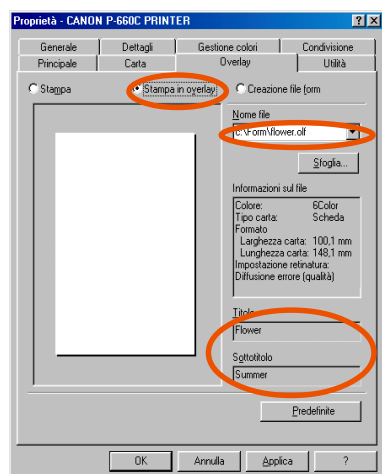 Proprietà - CANON P-660C PRINTER
Generale Dettagli Gestione colori Condivisione
Principale Carta Overlay Utilità
Stampa Stampa in overlay Creazione file form
Nome file
c:\Form\flower.olf
Sfoglia...
Informazioni sul file
Colore: 6Color
Tipo carta: Scheda
Formato
Larghezza carta: 100,1 mm
Lunghezza carta: 148,1 mm
Impostazione retinatura:
Diffusione errore (qualità)
Titolo
Flower
Sottotitolo
Summer
Predefinite
OK Annulla Applica ?